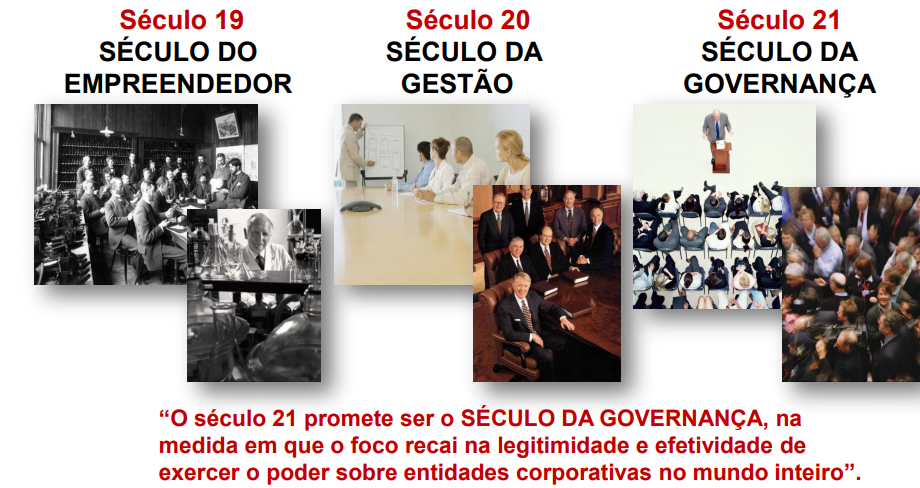 Século 19
SÉCULO DO
EMPREENDEDOR
Século 20
SÉCULO DA
GESTÃO
Século 21
SÉCULO DA
GOVERNANÇA
“O século 21 promete ser o SÉCULO DA GOVERNANÇA, na
medida em que o foco recai na legitimidade e efetividade de
exercer o poder sobre entidades corporativas no mundo inteiro”.